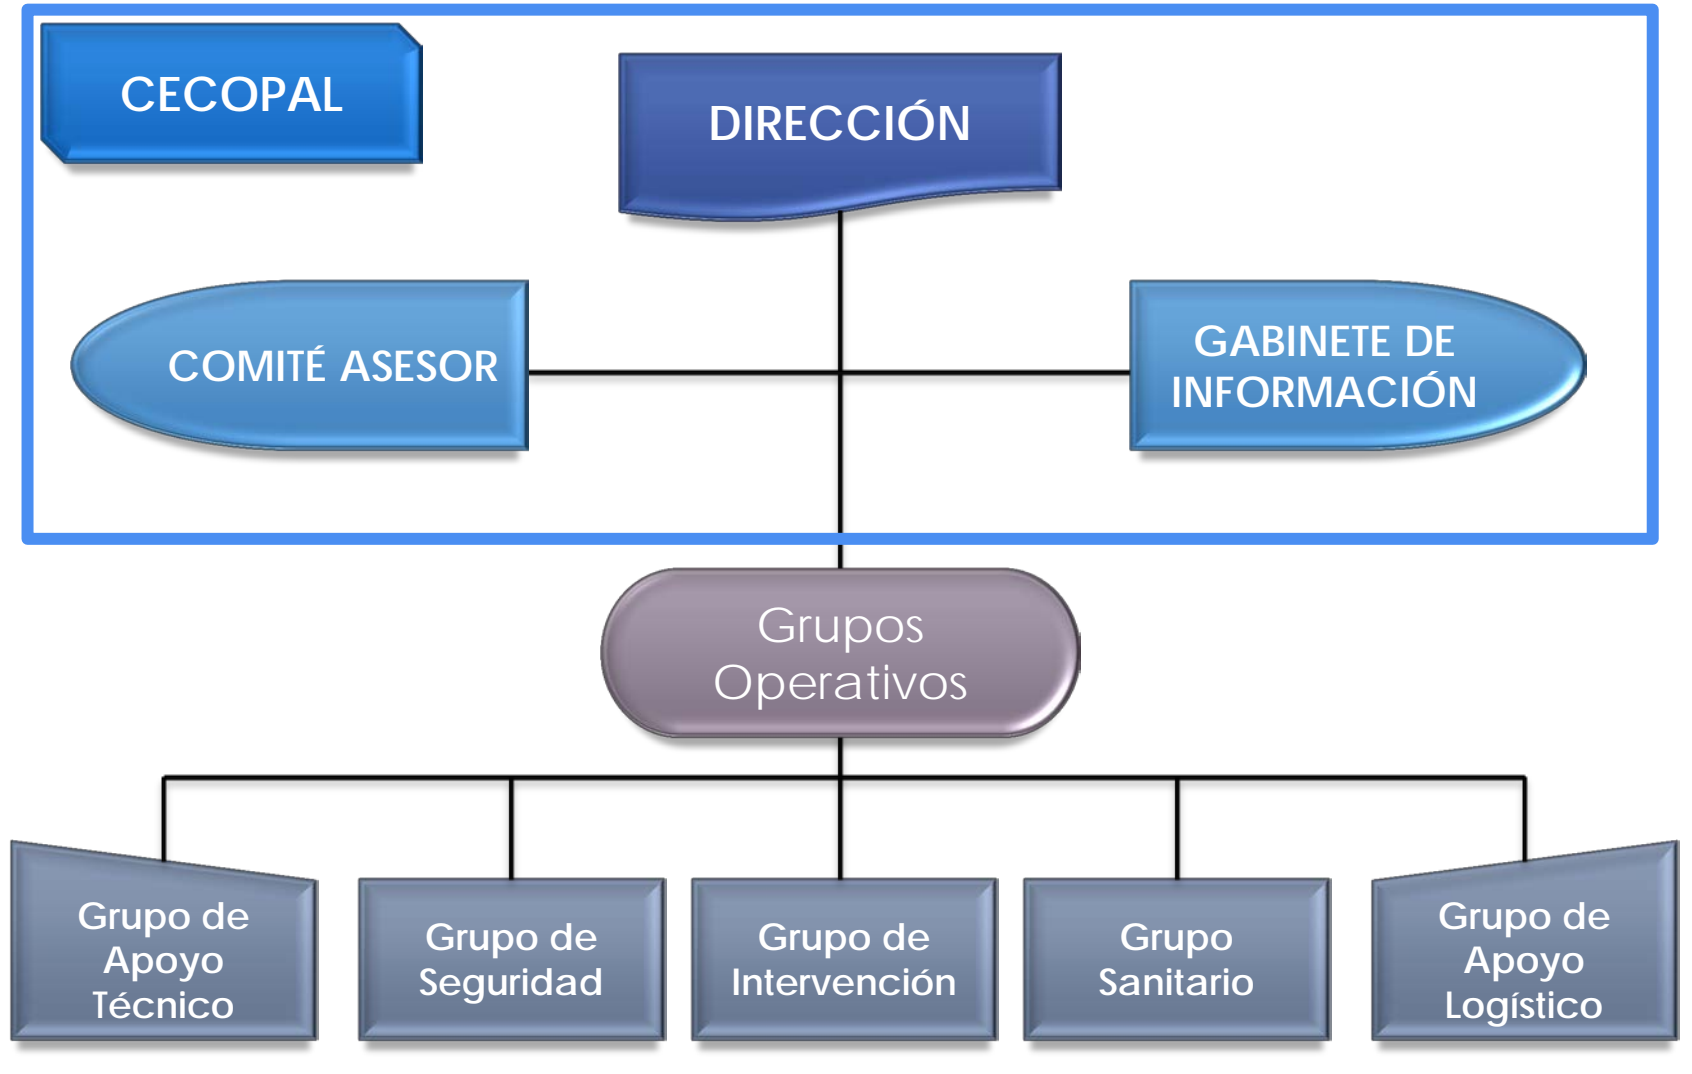 CECOPAL
DIRECCIÓN
COMITÉ ASESOR
GABINETE DE
INFORMACIÓN
Grupos
Operativos
Grupo de
Apoyo
Técnico
Grupo de
Seguridad
Grupo de
Intervención
Grupo
Sanitario
Grupo de
Apoyo
Logístico